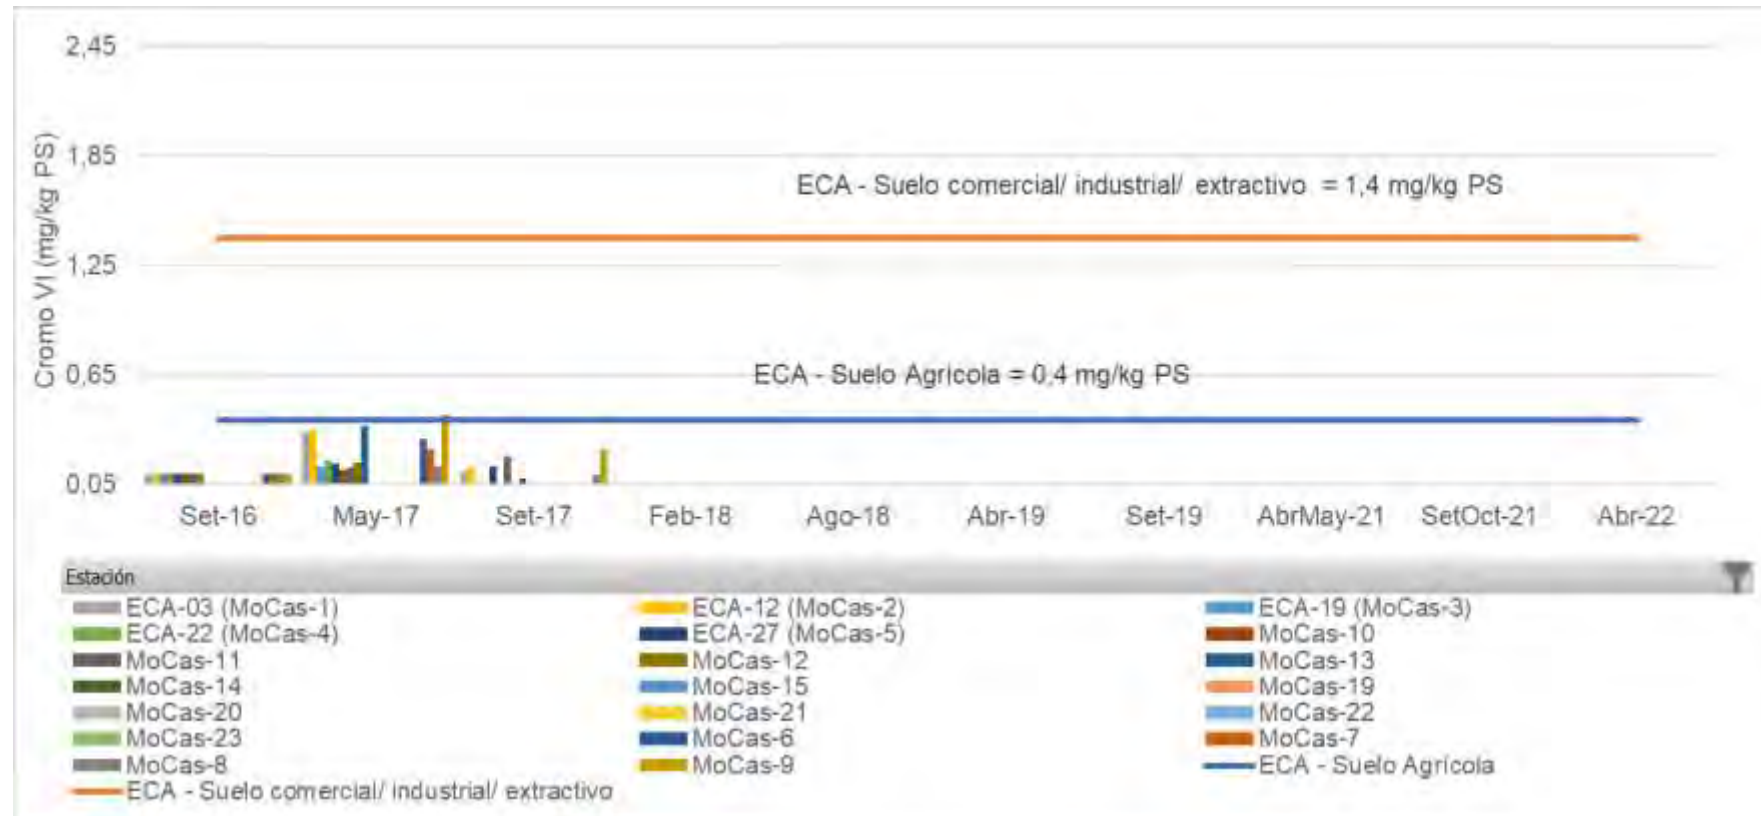 2,45
1,85
1,25
0,65
0,05
Cromo VI (mg/kg PS)
ECA - Suelo comercial/ industrial/ extractivo = 1,4 mg/kg PS
ECA - Suelo Agrícola = 0,4 mg/kg PS
Set-16 May-17 Set-17 Feb-18 Ago-18 Abr-19 Set-19 AbrMay-21 SetOct-21 Abr-22
Estación
ECA-03 (MoCas-1) ECA-12 (MoCas-2) ECA-19 (MoCas-3)
ECA-22 (MoCas-4) ECA-27 (MoCas-5) MoCas-10
MoCas-11 MoCas-12 MoCas-13
MoCas-14 MoCas-15 MoCas-19
MoCas-20 MoCas-21 MoCas-22
MoCas-23 MoCas-6 MoCas-7
MoCas-8 MoCas-9 ECA - Suelo Agrícola
ECA - Suelo comercial/ industrial/ extractivo